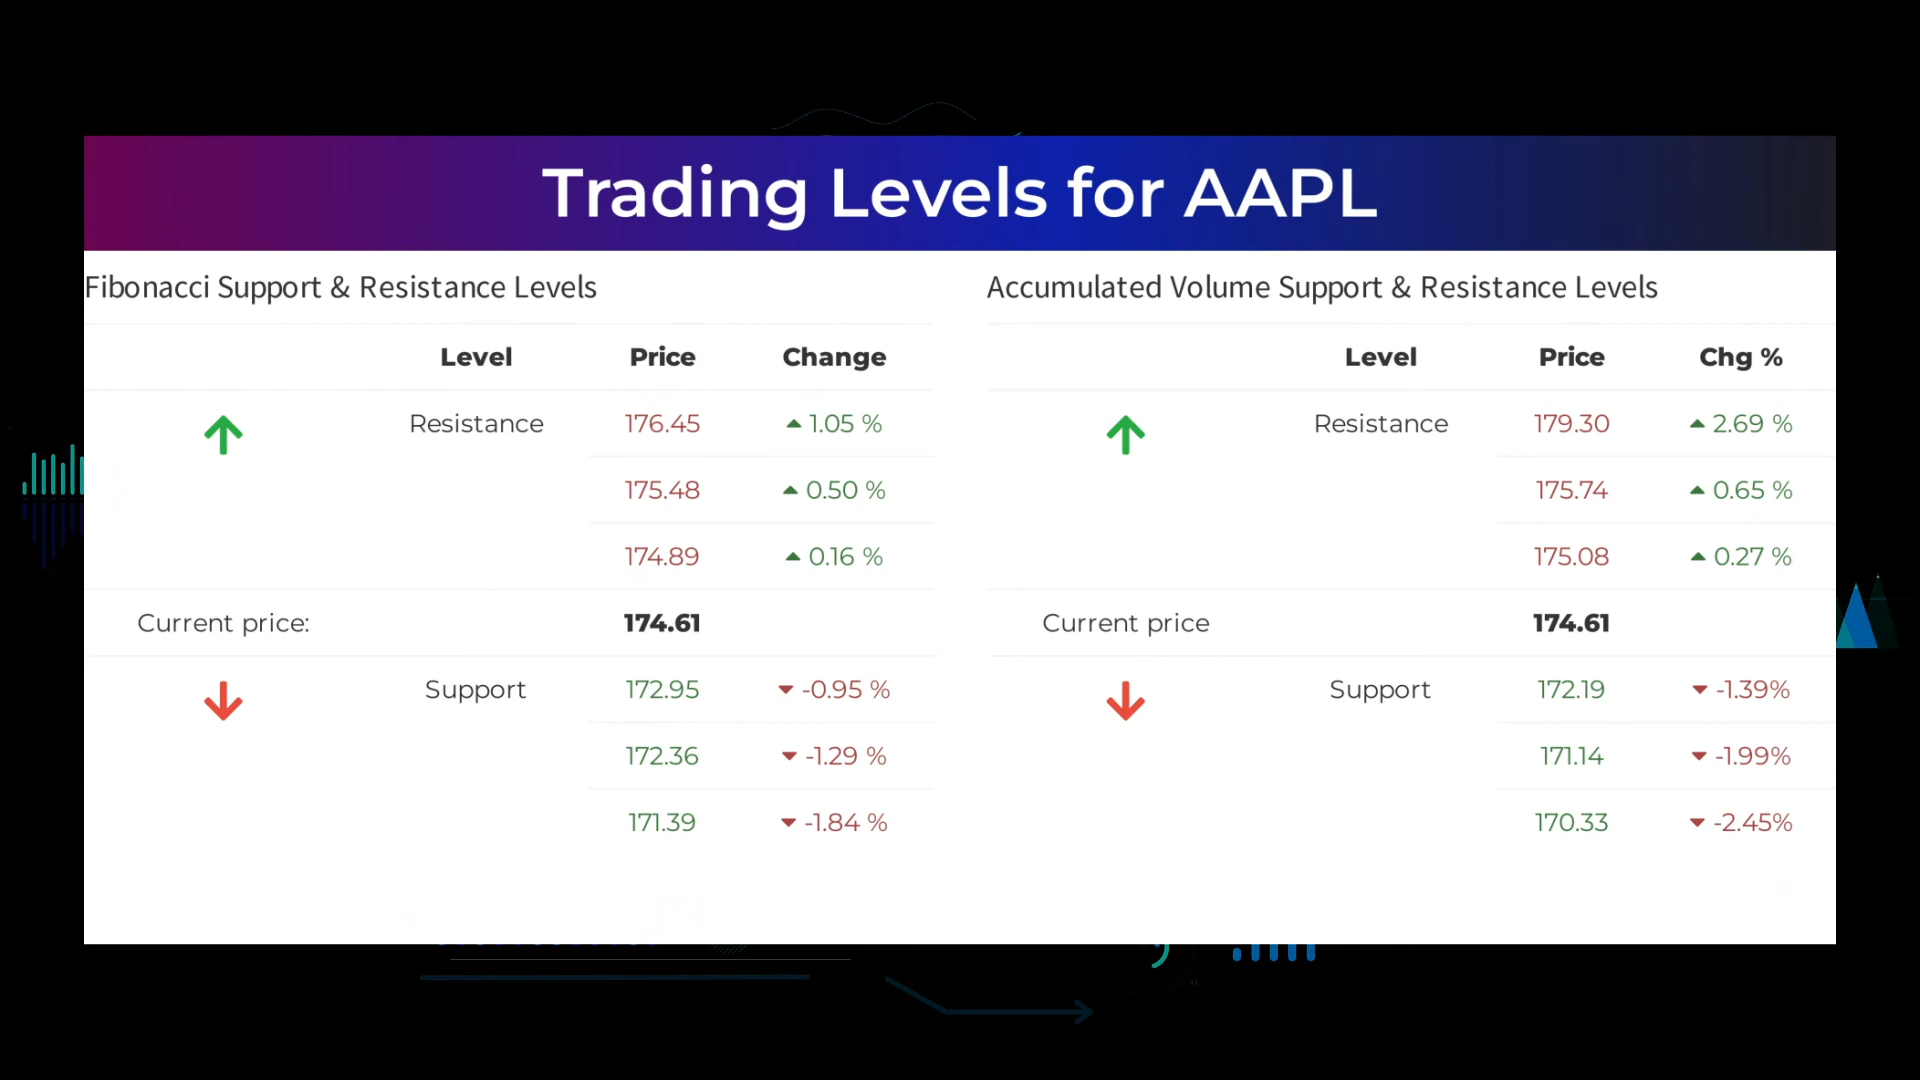 Trading Levels for AAPL
Fibonacci Support & Resistance Levels
Level Price Change
Resistance 176.45 1.05 %
175.48 0.50 %
174.89 0.16 %
Current price: 174.61
Support 172.95 -0.95 %
172.36 -1.29 %
171.39 -1.84 %
Accumulated Volume Support & Resistance Levels
Level Price Chg %
Resistance 179.30 2.69 %
175.74 0.65 %
175.08 0.27 %
Current price 174.61
Support 172.19 -1.39%
171.14 -1.99%
170.33 -2.45%